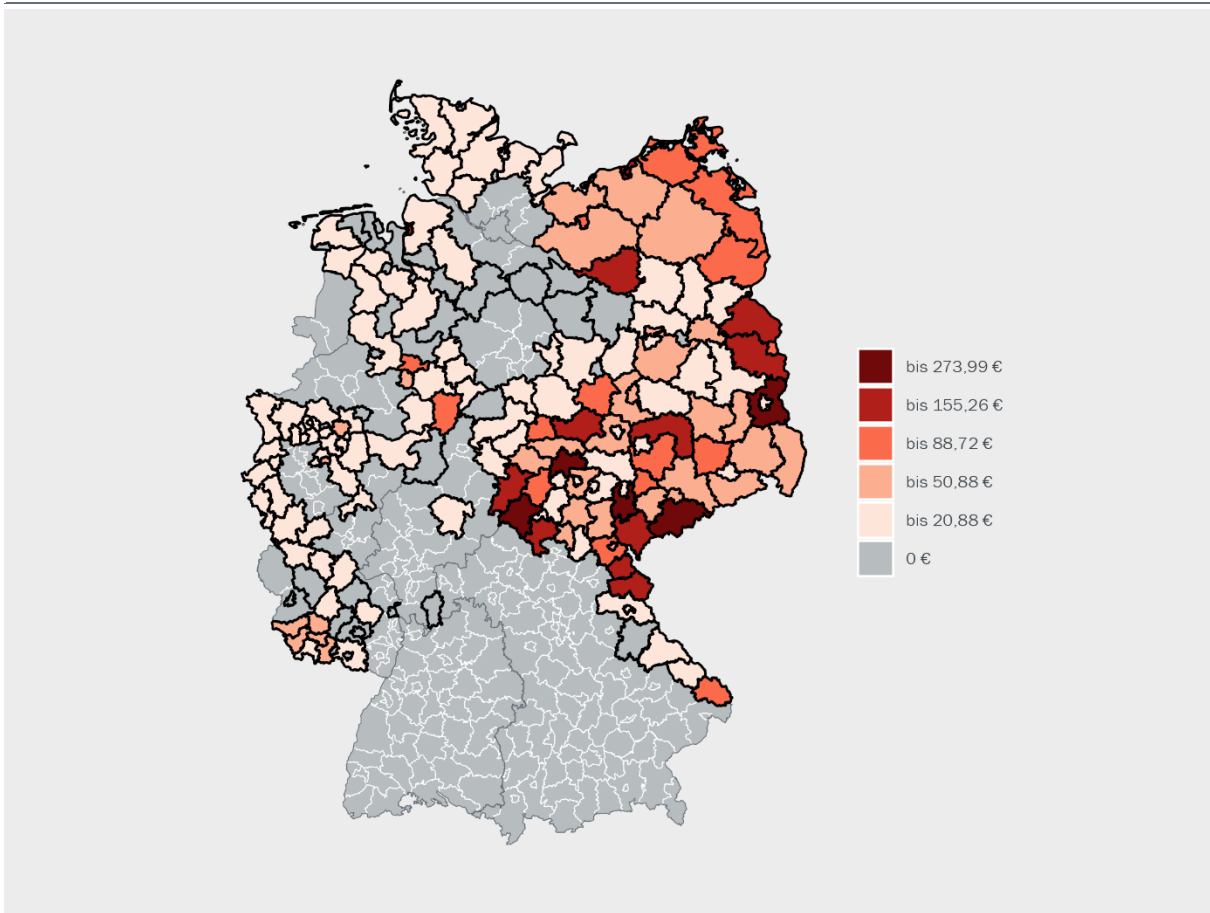 bis 273,99 €
bis 155,26 €
bis 88,72 €
bis 50,88 €
bis 20,88 €
0 €